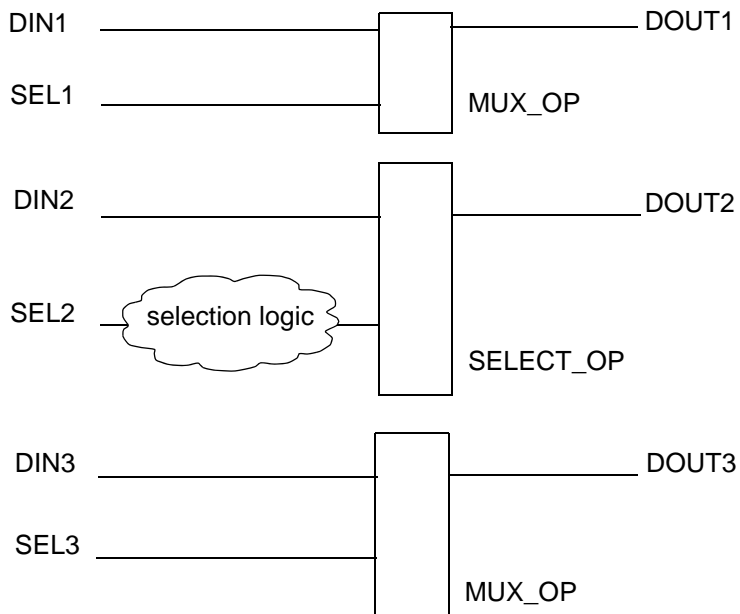 DIN1
DOUT1
SEL1
MUX_OP
DIN2
DOUT2
SEL2
selection logic
SELECT_OP
DIN3
DOUT3
SEL3
MUX_OP